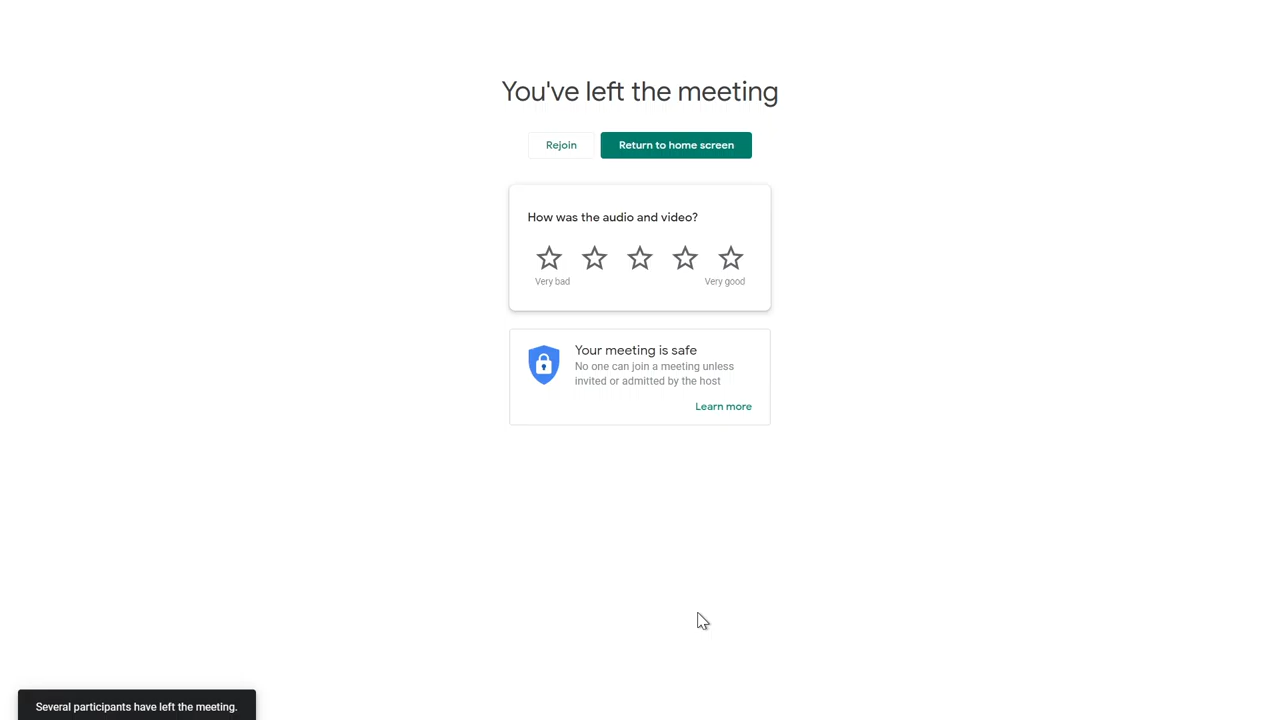 You've left the meeting
Rejoin
Return to home screen
How was the audio and video?
Very bad
Very good
Your meeting is safe
No one can join a meeting unless
invited or admitted by the host
Learn more
Several participants have left the meeting.